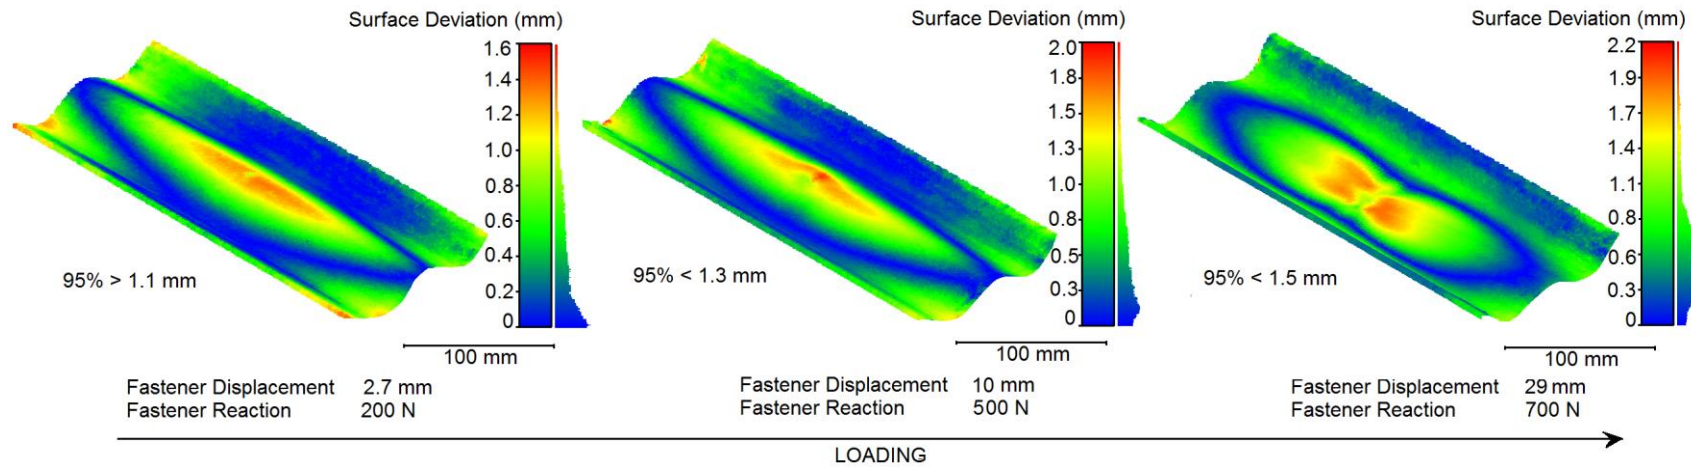 Surface Deviation (mm)
1.6
1.4
1.2
1.0
0.8
0.6
0.4
0.2
0
95% > 1.1 mm
100 mm
Fastener Displacement 2.7 mm
Fastener Reaction 200 N
Surface Deviation (mm)
2.0
1.8
1.5
1.3
1.0
0.8
0.5
0.3
0
95% < 1.3 mm
100 mm
Fastener Displacement 10 mm
Fastener Reaction 500 N
Surface Deviation (mm)
2.2
1.9
1.7
1.4
1.1
0.8
0.6
0.3
0
95% < 1.5 mm
100 mm
Fastener Displacement 29 mm
Fastener Reaction 700 N
LOADING